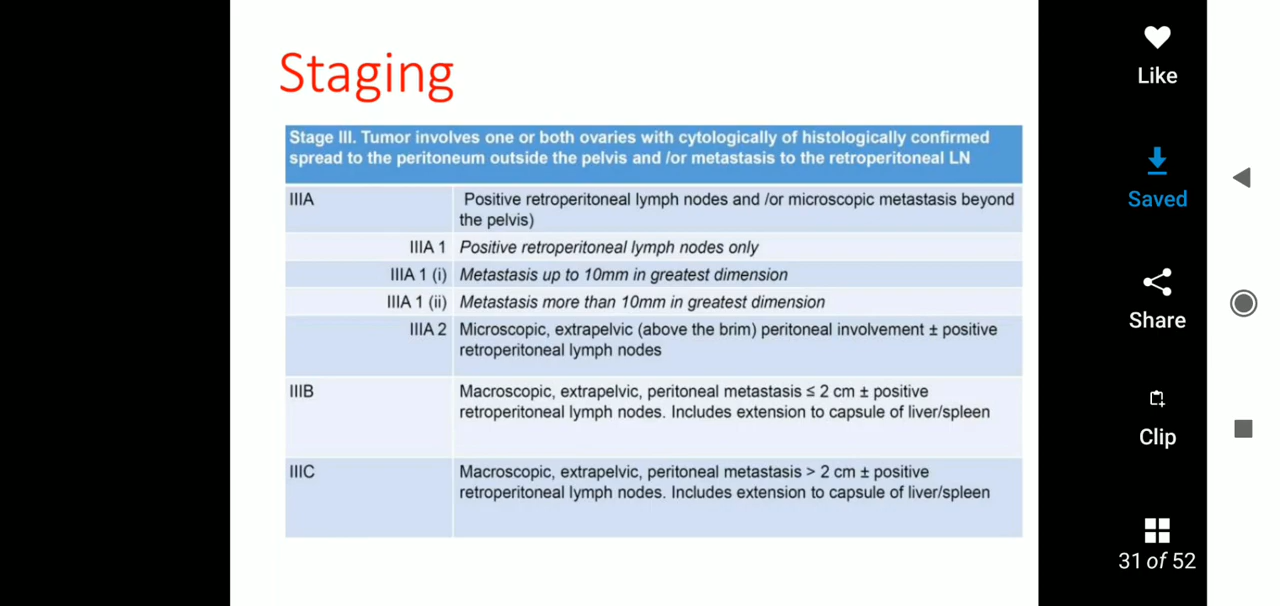 Staging
Stage III. Tumor involves one or both ovaries with cytologically of histologically confirmed
spread to the peritoneum outside the pelvis and /or metastasis to the retroperitoneal LN
IIIA
Positive retroperitoneal lymph nodes and /or microscopic metastasis beyond
the pelvis)
IIIA 1
Positive retroperitoneal lymph nodes only
IIIA 1 (i)
Metastasis up to 10mm in greatest dimension
IIIA 1 (ii)
Metastasis more than 10mm in greatest dimension
IIIA 2
Microscopic, extrapelvic (above the brim) peritoneal involvement ± positive
retroperitoneal lymph nodes
IIIB
Macroscopic, extrapelvic, peritoneal metastasis ≤ 2 cm ± positive
retroperitoneal lymph nodes. Includes extension to capsule of liver/spleen
IIIC
Macroscopic, extrapelvic, peritoneal metastasis > 2 cm ± positive
retroperitoneal lymph nodes. Includes extension to capsule of liver/spleen
Like
Saved
Share
Clip
31 of 52